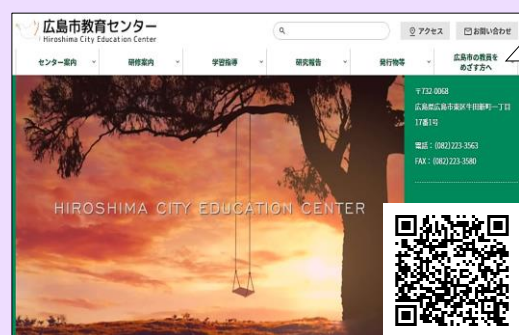 広島市教育センター
Hiroshima City Education Center
アクセス
お問い合わせ
センター案内
研修案内
学習指導
研究報告
発行物等
広島市の教員を
めざす方へ
〒732-0068
広島県広島市東区牛田新町一丁目
17番1号
電話：(082)223-3563
FAX：(082)223-3580
HIROSHIMA CITY EDUCATION CENTER